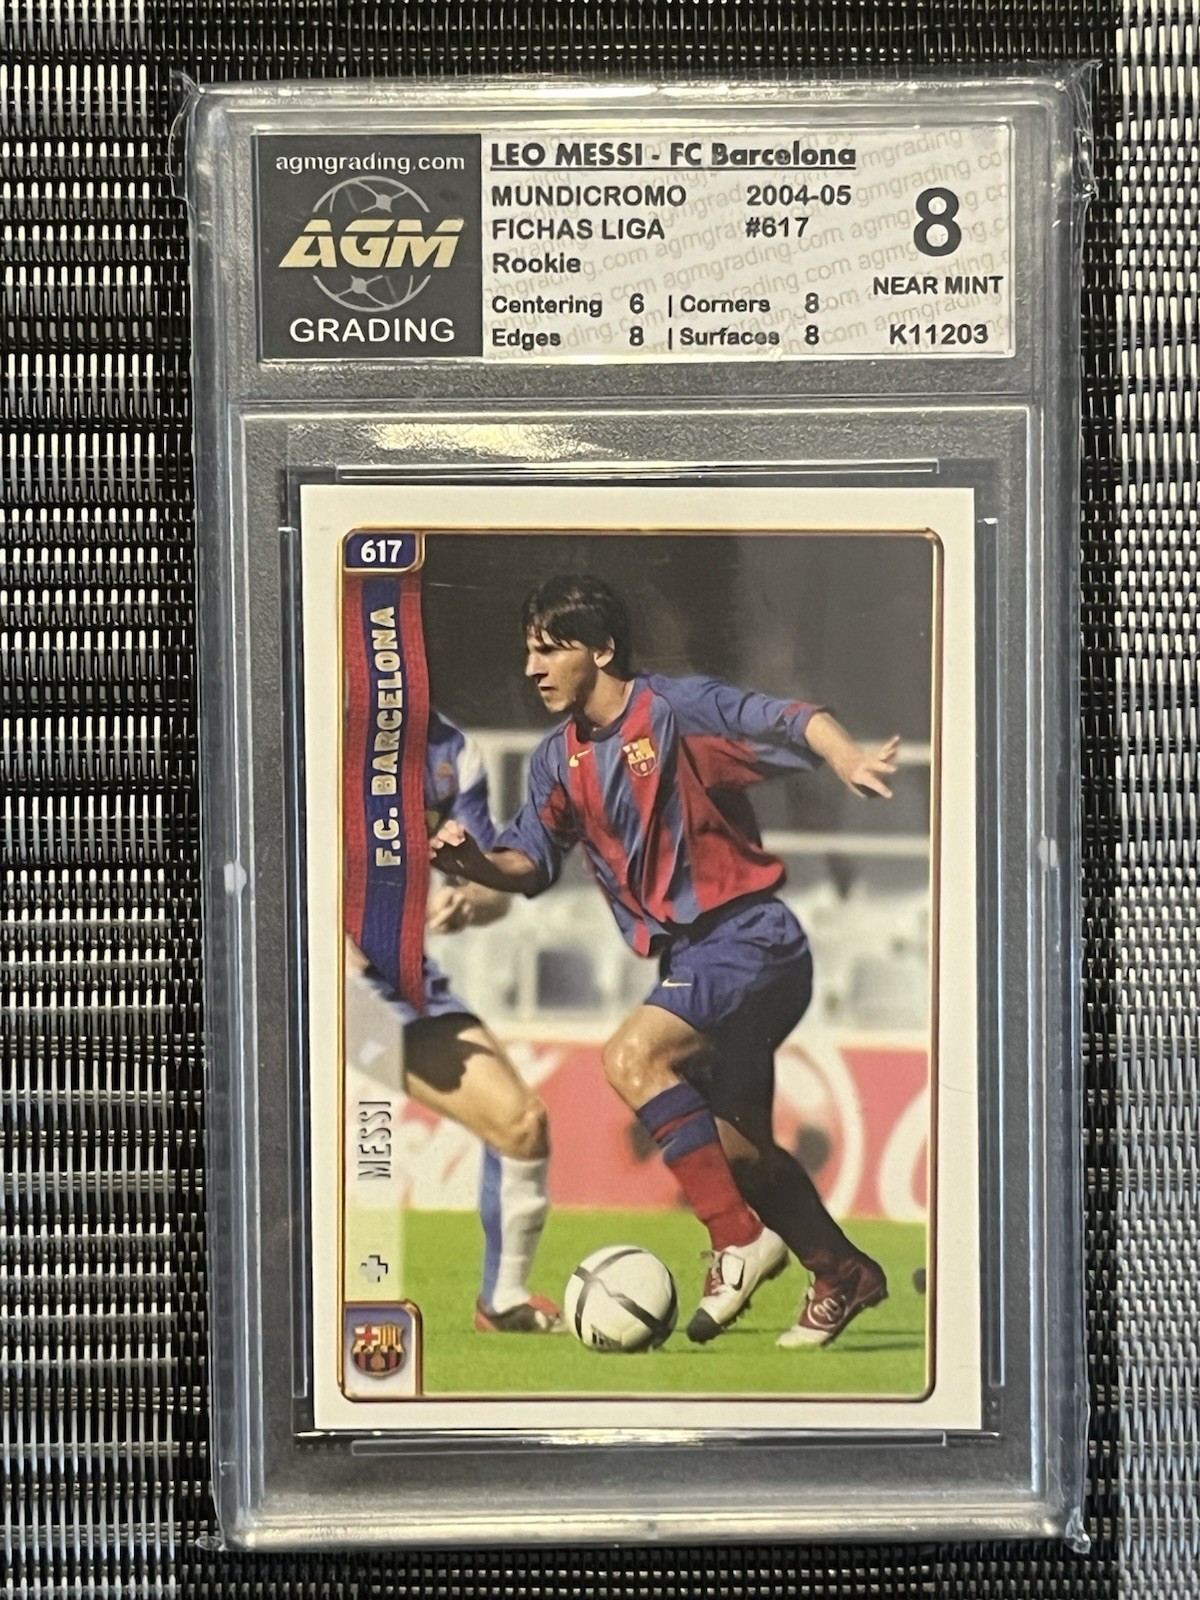 agmgrading.com
AGM
GRADING
LEO MESSI - FC Barcelona
MUNDICROMO 2004-05
FICHAS LIGA #617
Rookie
8
NEAR MINT
Centering 6 | Corners 8
Edges 8 | Surfaces 8 K11203
617
F.C. BARCELONA
MESSI